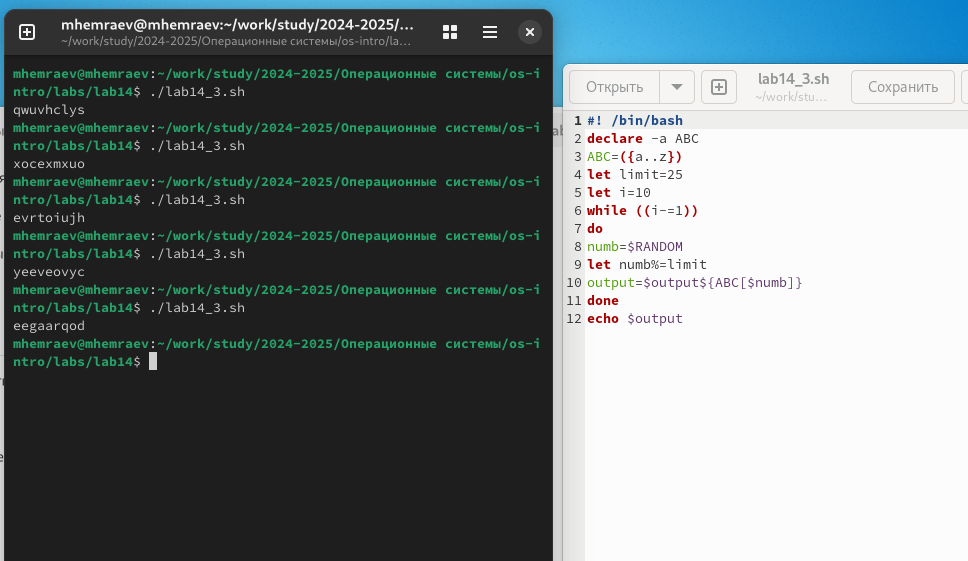 mhemraev@mhemraev:~/work/study/2024-2025/…
~/work/study/2024-2025/Операционные системы/os-intro/la…
mhemraev@mhemraev:~/work/study/2024-2025/Операционные системы/os-i
ntro/labs/lab14$ ./lab14_3.sh
qwuvhclys
mhemraev@mhemraev:~/work/study/2024-2025/Операционные системы/os-i
ntro/labs/lab14$ ./lab14_3.sh
xocexmxuo
mhemraev@mhemraev:~/work/study/2024-2025/Операционные системы/os-i
ntro/labs/lab14$ ./lab14_3.sh
evrtoiujh
mhemraev@mhemraev:~/work/study/2024-2025/Операционные системы/os-i
ntro/labs/lab14$ ./lab14_3.sh
yeeveovyc
mhemraev@mhemraev:~/work/study/2024-2025/Операционные системы/os-i
ntro/labs/lab14$ ./lab14_3.sh
eegaarqod
mhemraev@mhemraev:~/work/study/2024-2025/Операционные системы/os-i
ntro/labs/lab14$
Открыть
lab14_3.sh
~/work/stu…
Сохранить
1 #! /bin/bash
2 declare -a ABC
3 ABC=({a..z})
4 let limit=25
5 let i=10
6 while ((i-=1))
7 do
8 numb=$RANDOM
9 let numb%=limit
10 output=$output${ABC[$numb]}
11 done
12 echo $output